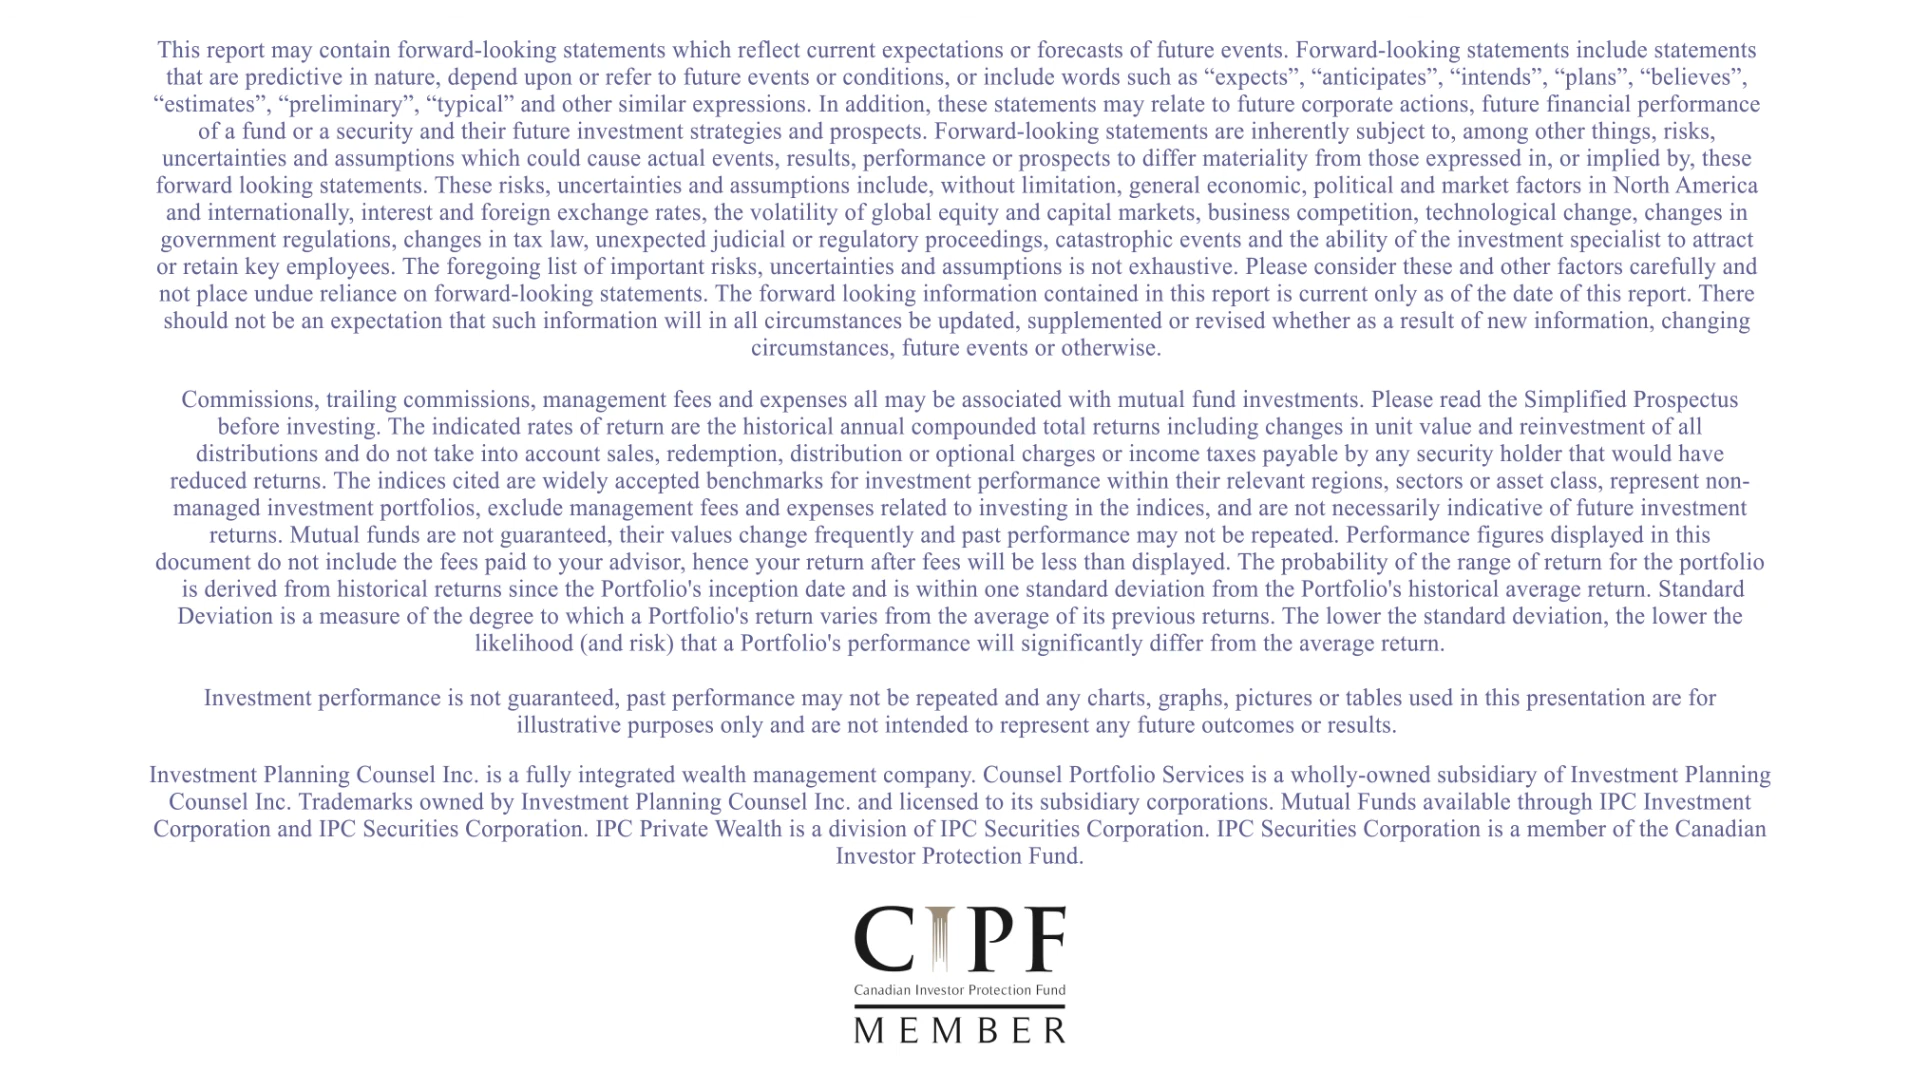 This report may contain forward-looking statements which reflect current expectations or forecasts of future events. Forward-looking statements include statements
that are predictive in nature, depend upon or refer to future events or conditions, or include words such as “expects”, “anticipates”, “intends”, “plans”, “believes”,
“estimates”, “preliminary”, “typical” and other similar expressions. In addition, these statements may relate to future corporate actions, future financial performance
of a fund or a security and their future investment strategies and prospects. Forward-looking statements are inherently subject to, among other things, risks,
uncertainties and assumptions which could cause actual events, results, performance or prospects to differ materiality from those expressed in, or implied by, these
forward looking statements. These risks, uncertainties and assumptions include, without limitation, general economic, political and market factors in North America
and internationally, interest and foreign exchange rates, the volatility of global equity and capital markets, business competition, technological change, changes in
government regulations, changes in tax law, unexpected judicial or regulatory proceedings, catastrophic events and the ability of the investment specialist to attract
or retain key employees. The foregoing list of important risks, uncertainties and assumptions is not exhaustive. Please consider these and other factors carefully and
not place undue reliance on forward-looking statements. The forward looking information contained in this report is current only as of the date of this report. There
should not be an expectation that such information will in all circumstances be updated, supplemented or revised whether as a result of new information, changing
circumstances, future events or otherwise.
Commissions, trailing commissions, management fees and expenses all may be associated with mutual fund investments. Please read the Simplified Prospectus
before investing. The indicated rates of return are the historical annual compounded total returns including changes in unit value and reinvestment of all
distributions and do not take into account sales, redemption, distribution or optional charges or income taxes payable by any security holder that would have
reduced returns. The indices cited are widely accepted benchmarks for investment performance within their relevant regions, sectors or asset class, represent non-
managed investment portfolios, exclude management fees and expenses related to investing in the indices, and are not necessarily indicative of future investment
returns. Mutual funds are not guaranteed, their values change frequently and past performance may not be repeated. Performance figures displayed in this
document do not include the fees paid to your advisor, hence your return after fees will be less than displayed. The probability of the range of return for the portfolio
is derived from historical returns since the Portfolio's inception date and is within one standard deviation from the Portfolio's historical average return. Standard
Deviation is a measure of the degree to which a Portfolio's return varies from the average of its previous returns. The lower the standard deviation, the lower the
likelihood (and risk) that a Portfolio's performance will significantly differ from the average return.
Investment performance is not guaranteed, past performance may not be repeated and any charts, graphs, pictures or tables used in this presentation are for
illustrative purposes only and are not intended to represent any future outcomes or results.
Investment Planning Counsel Inc. is a fully integrated wealth management company. Counsel Portfolio Services is a wholly-owned subsidiary of Investment Planning
Counsel Inc. Trademarks owned by Investment Planning Counsel Inc. and licensed to its subsidiary corporations. Mutual Funds available through IPC Investment
Corporation and IPC Securities Corporation. IPC Private Wealth is a division of IPC Securities Corporation. IPC Securities Corporation is a member of the Canadian
Investor Protection Fund.
CIPF
Canadian Investor Protection Fund
MEMBER